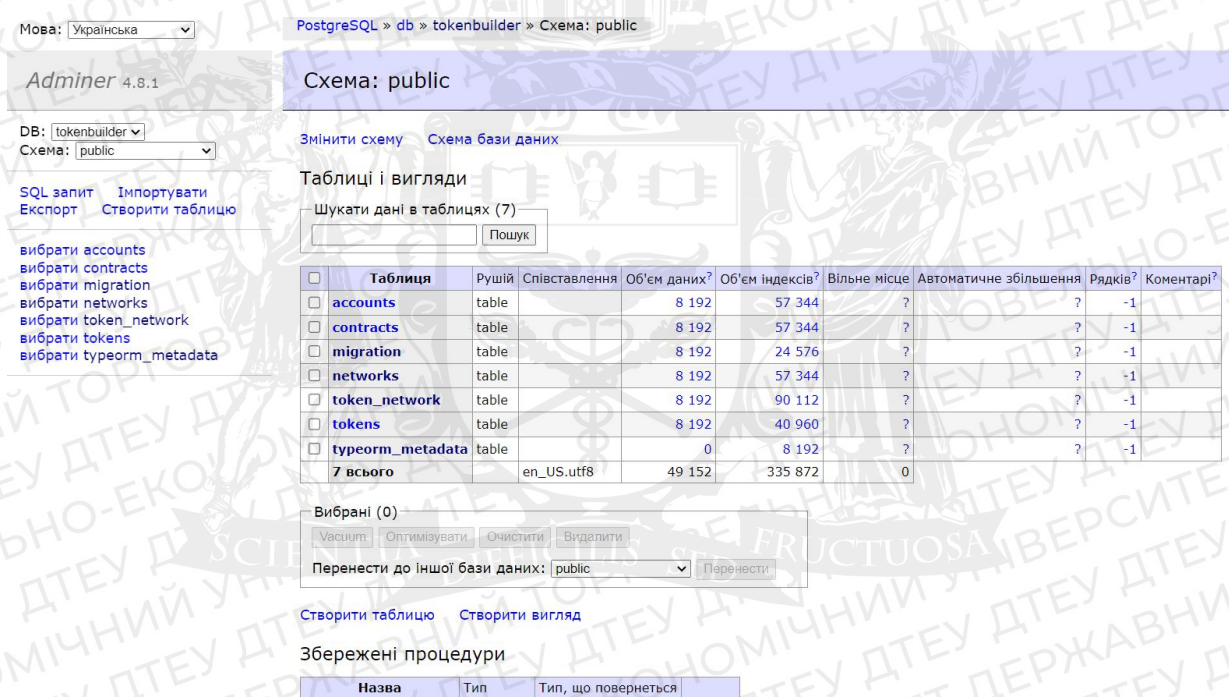 Мова: Українська
PostgreSQL » db » tokenbuilder » Схема: public
Adminer 4.8.1
Схема: public
DB: tokenbuilder
Схема: public
SQL запит Імпортувати
Експорт Створити таблицю
вибрати accounts
вибрати contracts
вибрати migration
вибрати networks
вибрати token_network
вибрати tokens
вибрати typeorm_metadata
Змінити схему Схема бази даних
Таблиці і вигляди
Шукати дані в таблицях (7)
Пошук
Таблиця Рушій Співставлення Об'єм даних? Об'єм індексів? Вільне місце Автоматичне збільшення Рядків? Коментарі?
accounts table 8 192 57 344 ? ? -1
contracts table 8 192 57 344 ? ? -1
migration table 8 192 24 576 ? ? -1
networks table 8 192 57 344 ? ? -1
token_network table 8 192 90 112 ? ? -1
tokens table 8 192 40 960 ? ? -1
typeorm_metadata table 0 8 192 ? ? -1
7 всього en_US.utf8 49 152 335 872 0
Вибрані (0)
Vacuum Оптимізувати Очистити Видалити
Перенести до іншої бази даних: public Перенести
Створити таблицю Створити вигляд
Збережені процедури
Назва Тип Тип, що повернеться